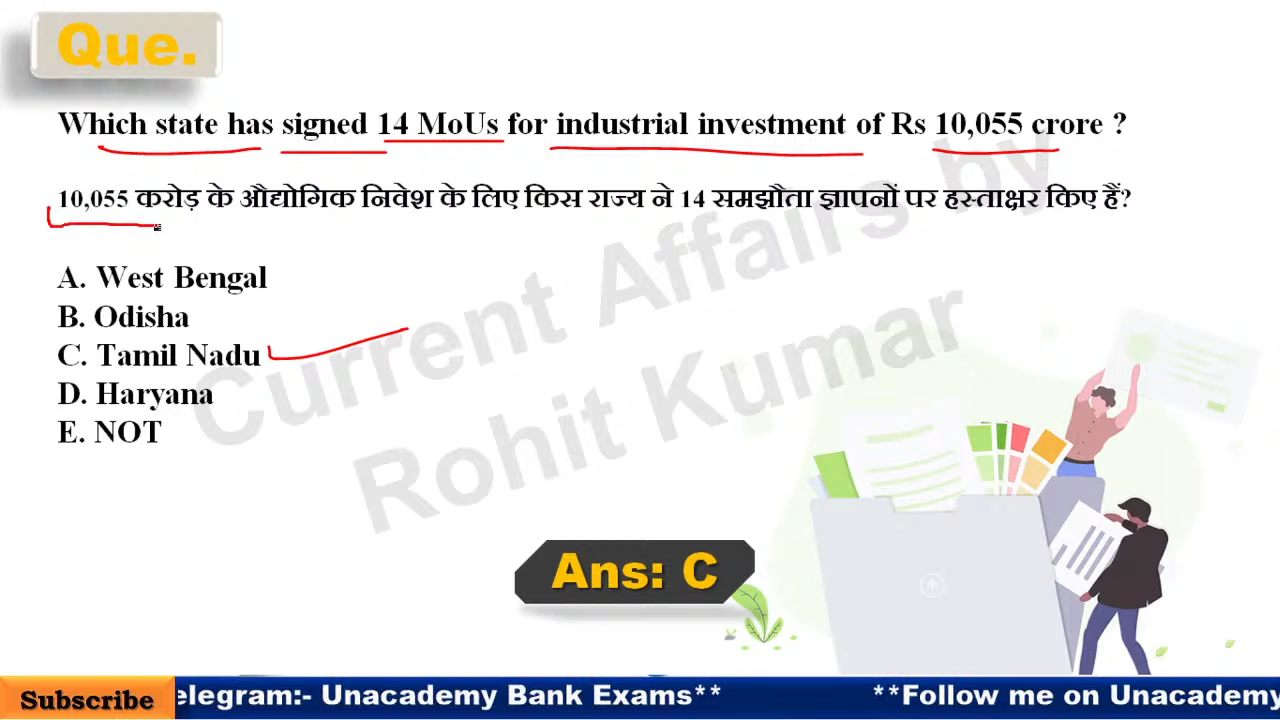 Que.
Which state has signed 14 MoUs for industrial investment of Rs 10,055 crore ?
10,055 करोड़ के औद्योगिक निवेश के लिए किस राज्य ने 14 समझौता ज्ञापनों पर हस्ताक्षर किए हैं?
A. West Bengal
B. Odisha
C. Tamil Nadu
D. Haryana
E. NOT
Current Affairs by
Rohit Kumar
Ans: C
Subscribe elegram:- Unacademy Bank Exams** **Follow me on Unacademy